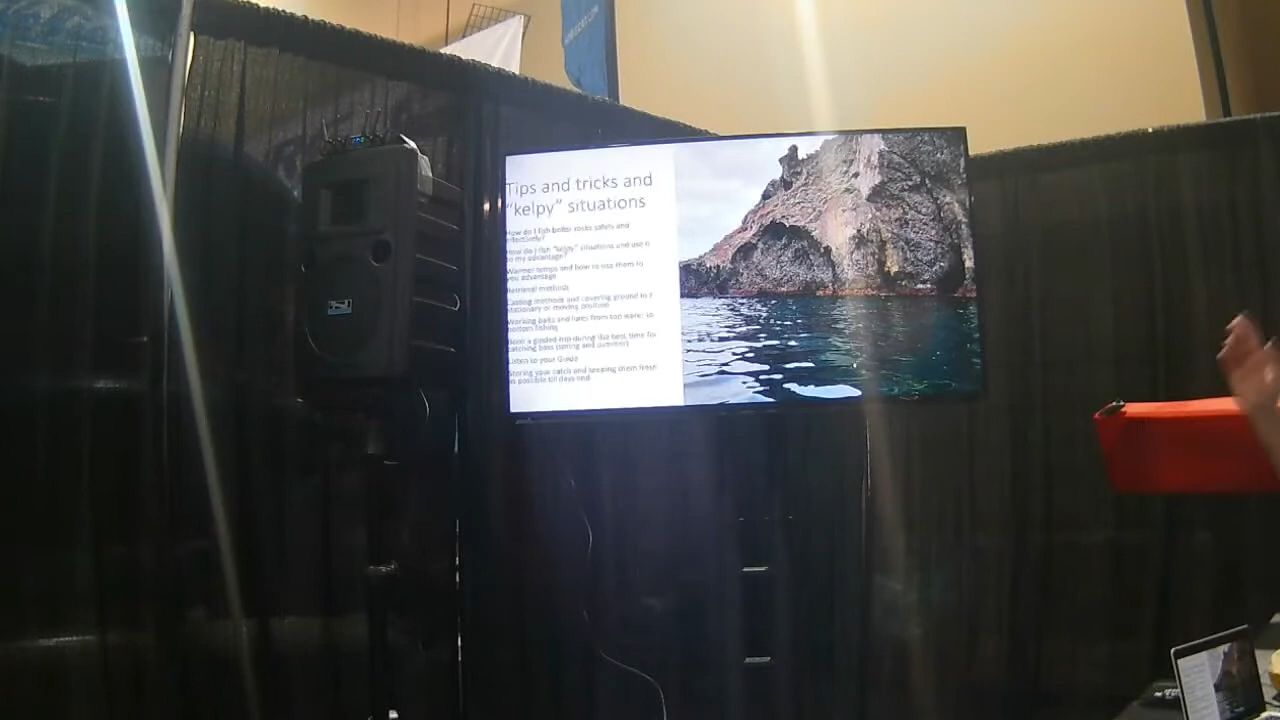 Tips and tricks and
"kelpy" situations
How do I fish boiler rocks safely and
effectively?
How do I fish "kelpy" situations and use it
to my advantage?
Warmer temps and how to use them to
you advantage
Retrieval methods
Casting methods and covering ground in a
stationary or moving position
Working baits and lures from top water to
bottom fishing
Book a guided trip during the best time for
catching bass (spring and summer)
Listen to your Guide
Storing your catch and keeping them fresh
as possible till days end